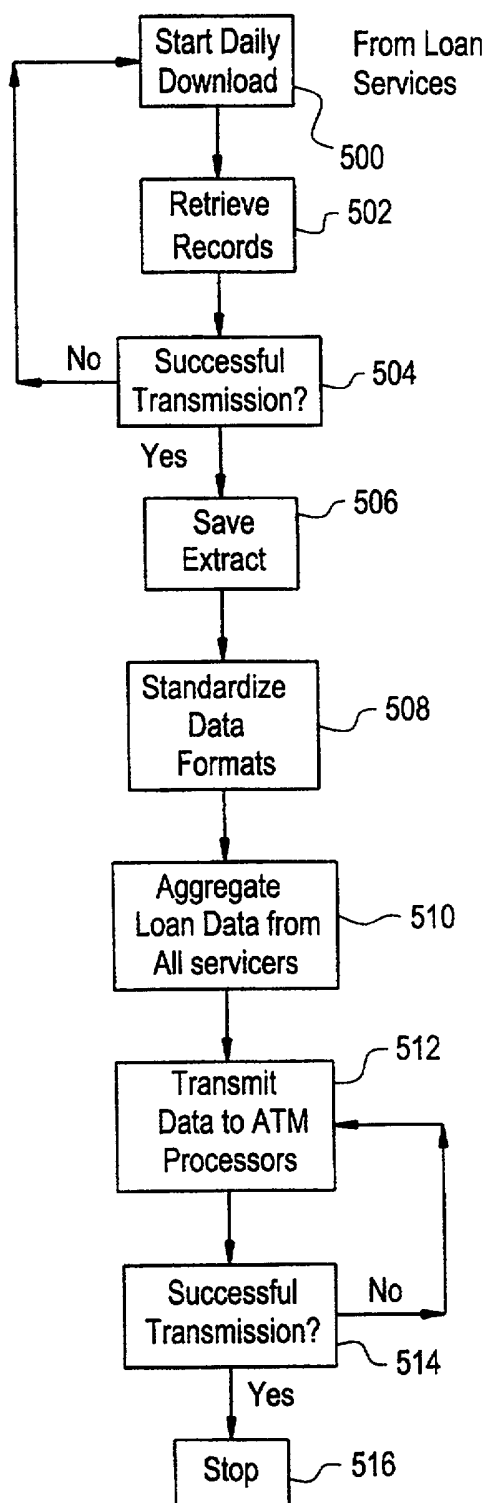 Start Daily
Download
From Loan
Services
500
Retrieve
Records
502
No
Successful
Transmission?
504
Yes
506
Save
Extract
Standardize
Data
Formats
508
Aggregate
Loan Data from
All servicers
510
512
Transmit
Data to ATM
Processors
Successful
Transmission?
No
514
Yes
Stop
516